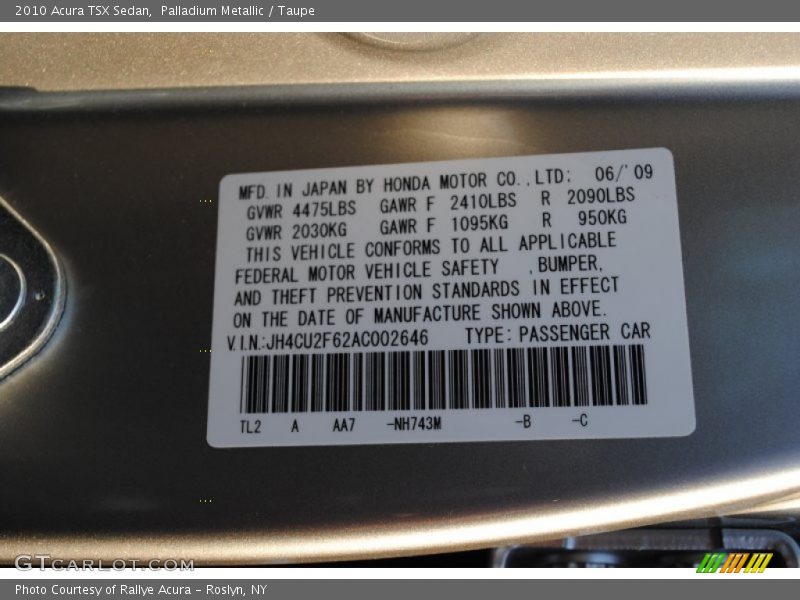 2010 Acura TSX Sedan,  Palladium Metallic / Taupe
MFD. IN JAPAN BY HONDA MOTOR CO.,LTD; 06/'09
GVWR 4475LBS GAWR F 2410LBS R 2090LBS
GVWR 2030KG GAWR F 1095KG R 950KG
THIS VEHICLE CONFORMS TO ALL APPLICABLE
FEDERAL MOTOR VEHICLE SAFETY ,BUMPER,
AND THEFT PREVENTION STANDARDS IN EFFECT
ON THE DATE OF MANUFACTURE SHOWN ABOVE.
V.I.N.:JH4CU2F62AC002646 TYPE: PASSENGER CAR
TL2 A AA7 -NH743M -B -C
GTCARLOT.COM
Photo Courtesy of Rallye Acura – Roslyn, NY